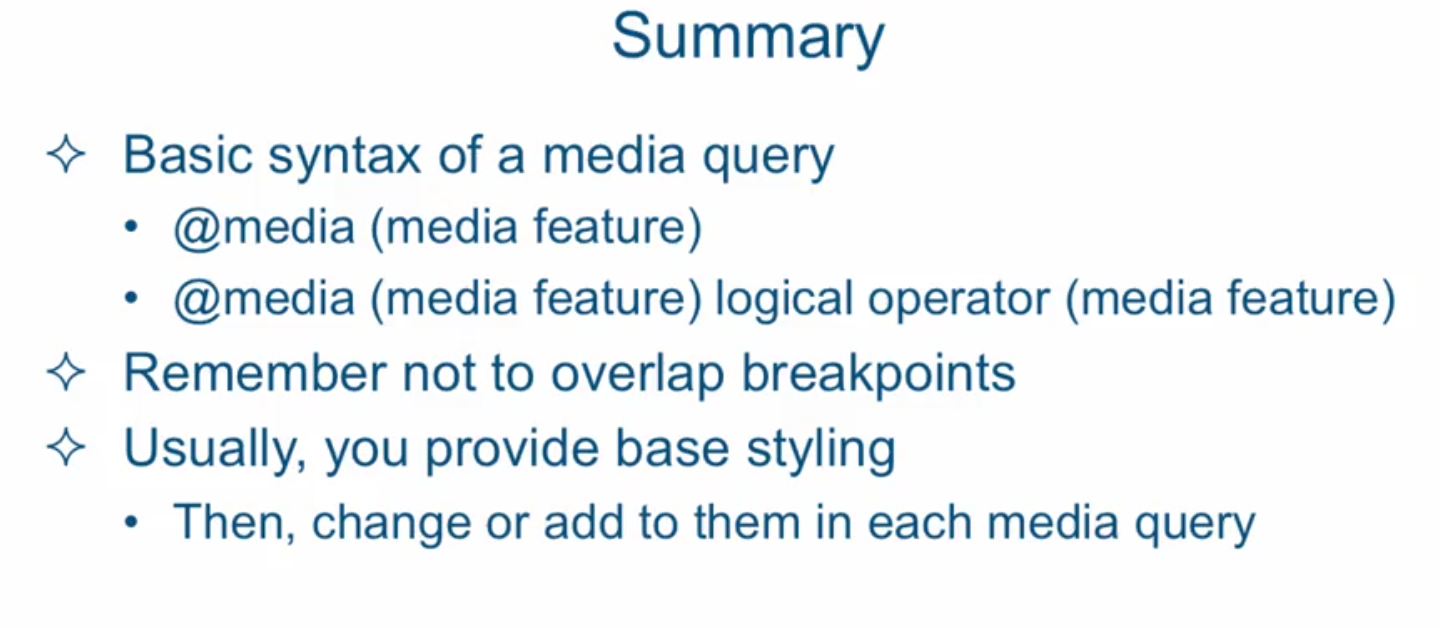 Summary
✧ Basic syntax of a media query
• @media (media feature)
• @media (media feature) logical operator (media feature)
✧ Remember not to overlap breakpoints
✧ Usually, you provide base styling
• Then, change or add to them in each media query